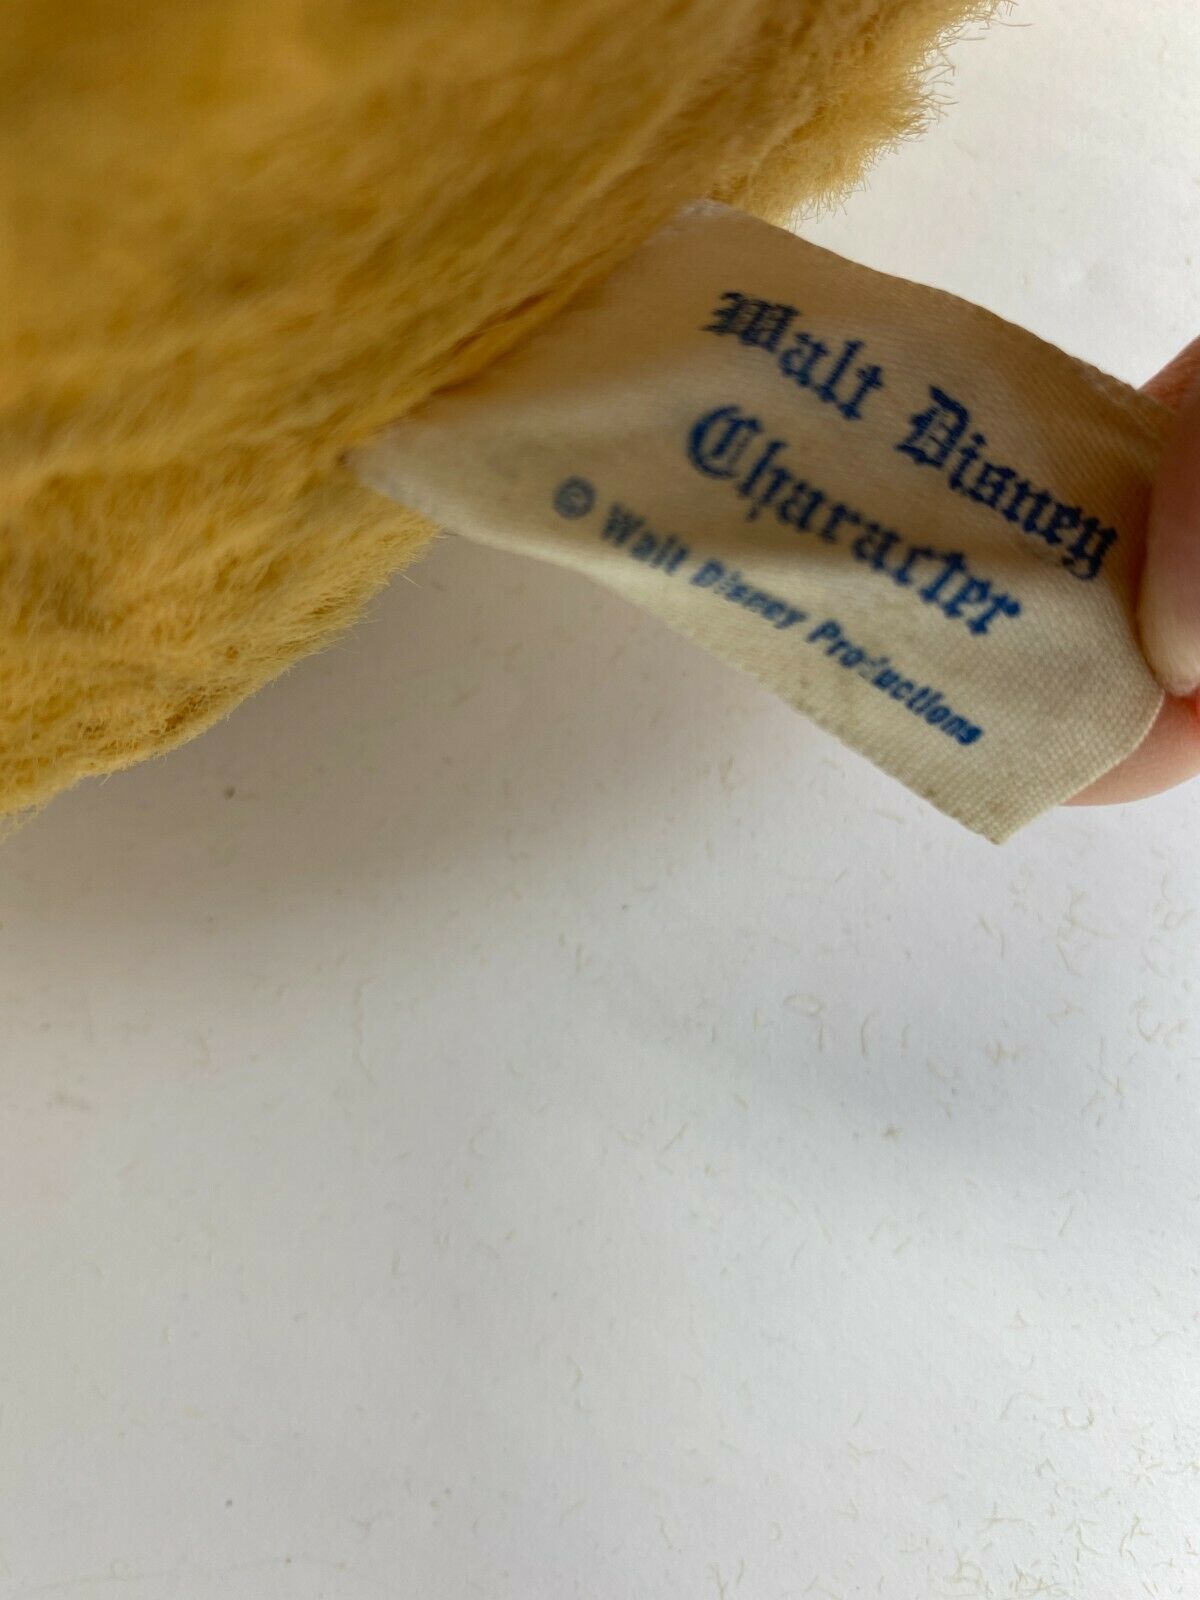 Walt Disney
Character
© Walt Disney Productions